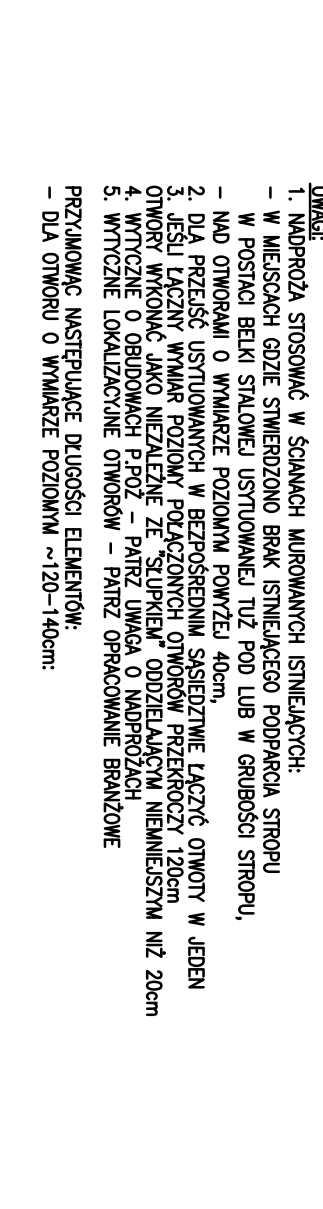 UWAGI:
1. NADPROŻA STOSOWAĆ W ŚCIANACH MUROWANYCH ISTNIEJĄCYCH:
- W MIEJSCACH GDZIE STWIERDZONO BRAK ISTNIEJĄCEGO PODPARCIA STROPU
W POSTACI BELKI STALOWEJ USYTUOWANEJ TUŻ POD LUB W GRUBOŚCI STROPU,
- NAD OTWORAMI O WYMIARZE POZIOMYM POWYŻEJ 40cm,
2. DLA PRZEJŚĆ USYTUOWANYCH W BEZPOŚREDNIM SĄSIEDZTWIE ŁĄCZYĆ OTWOTY W JEDEN
3. JEŚLI ŁĄCZNY WYMIAR POZIOMY POŁĄCZONYCH OTWORÓW PRZEKROCZY 120cm
OTWORY WYKONAĆ JAKO NIEZALEŻNE ZE "SŁUPKIEM" ODDZIELAJĄCYM NIEMNIEJSZYM NIŻ 20cm
4. WYTYCZNE O OBUDOWACH P.POŻ - PATRZ UWAGA O NADPROŻACH
5. WYTYCZNE LOKALIZACYJNE OTWORÓW - PATRZ OPRACOWANIE BRANŻOWE
PRZYJMOWĄC NASTĘPUJĄCE DŁUGOŚCI ELEMENTÓW:
- DLA OTWORU O WYMIARZE POZIOMYM ~120-140cm: